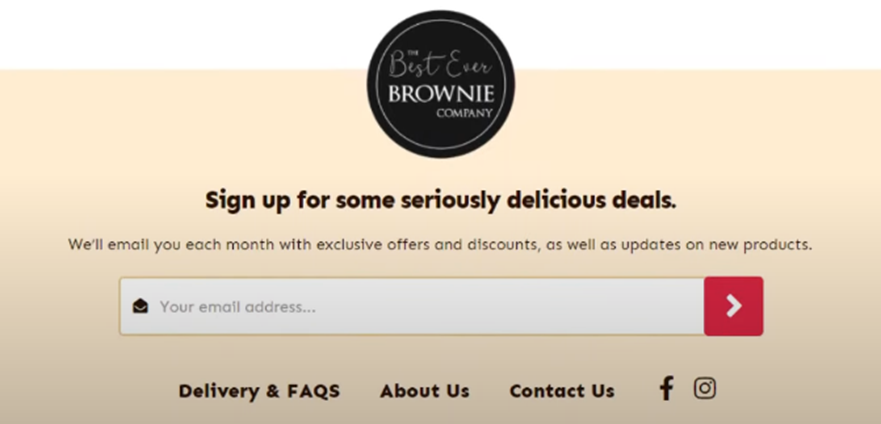 THE
Best Ever
BROWNIE
COMPANY
Sign up for some seriously delicious deals.
We'll email you each month with exclusive offers and discounts, as well as updates on new products.
Your email address...
Delivery & FAQS About Us Contact Us